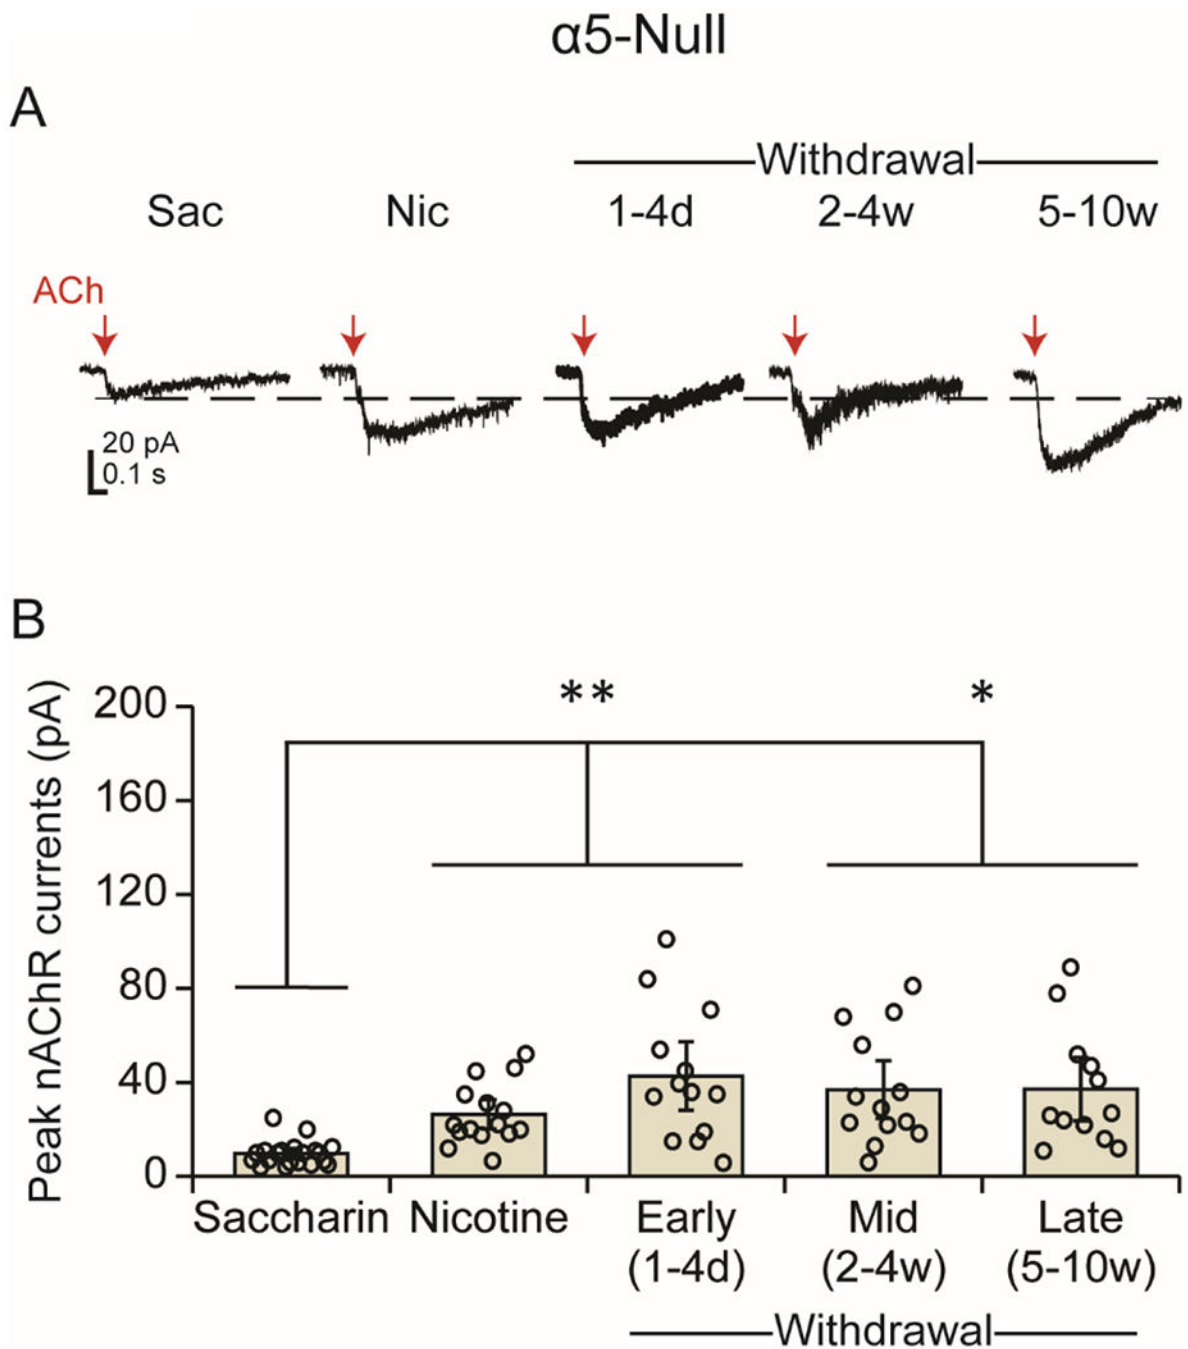 α5-Null
A
Withdrawal
Sac Nic 1-4d 2-4w 5-10w
ACh
20 pA
0.1 s
B
** *
Peak nAChR currents (pA)
200
160
120
80
40
0
Saccharin Nicotine Early Mid Late
(1-4d) (2-4w) (5-10w)
Withdrawal